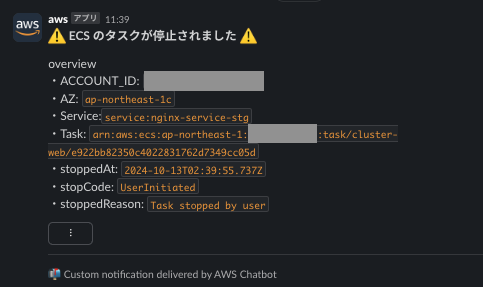 aws
aws アプリ 11:39
⚠️ ECS のタスクが停止されました ⚠️
overview
・ACCOUNT_ID:
・AZ: ap-northeast-1c
・Service: service:nginx-service-stg
・Task: arn:aws:ecs:ap-northeast-1: :task/cluster-
web/e922bb82350c4022831762d7349cc05d
・stoppedAt: 2024-10-13T02:39:55.737Z
・stopCode: UserInitiated
・stoppedReason: Task stopped by user
Custom notification delivered by AWS Chatbot